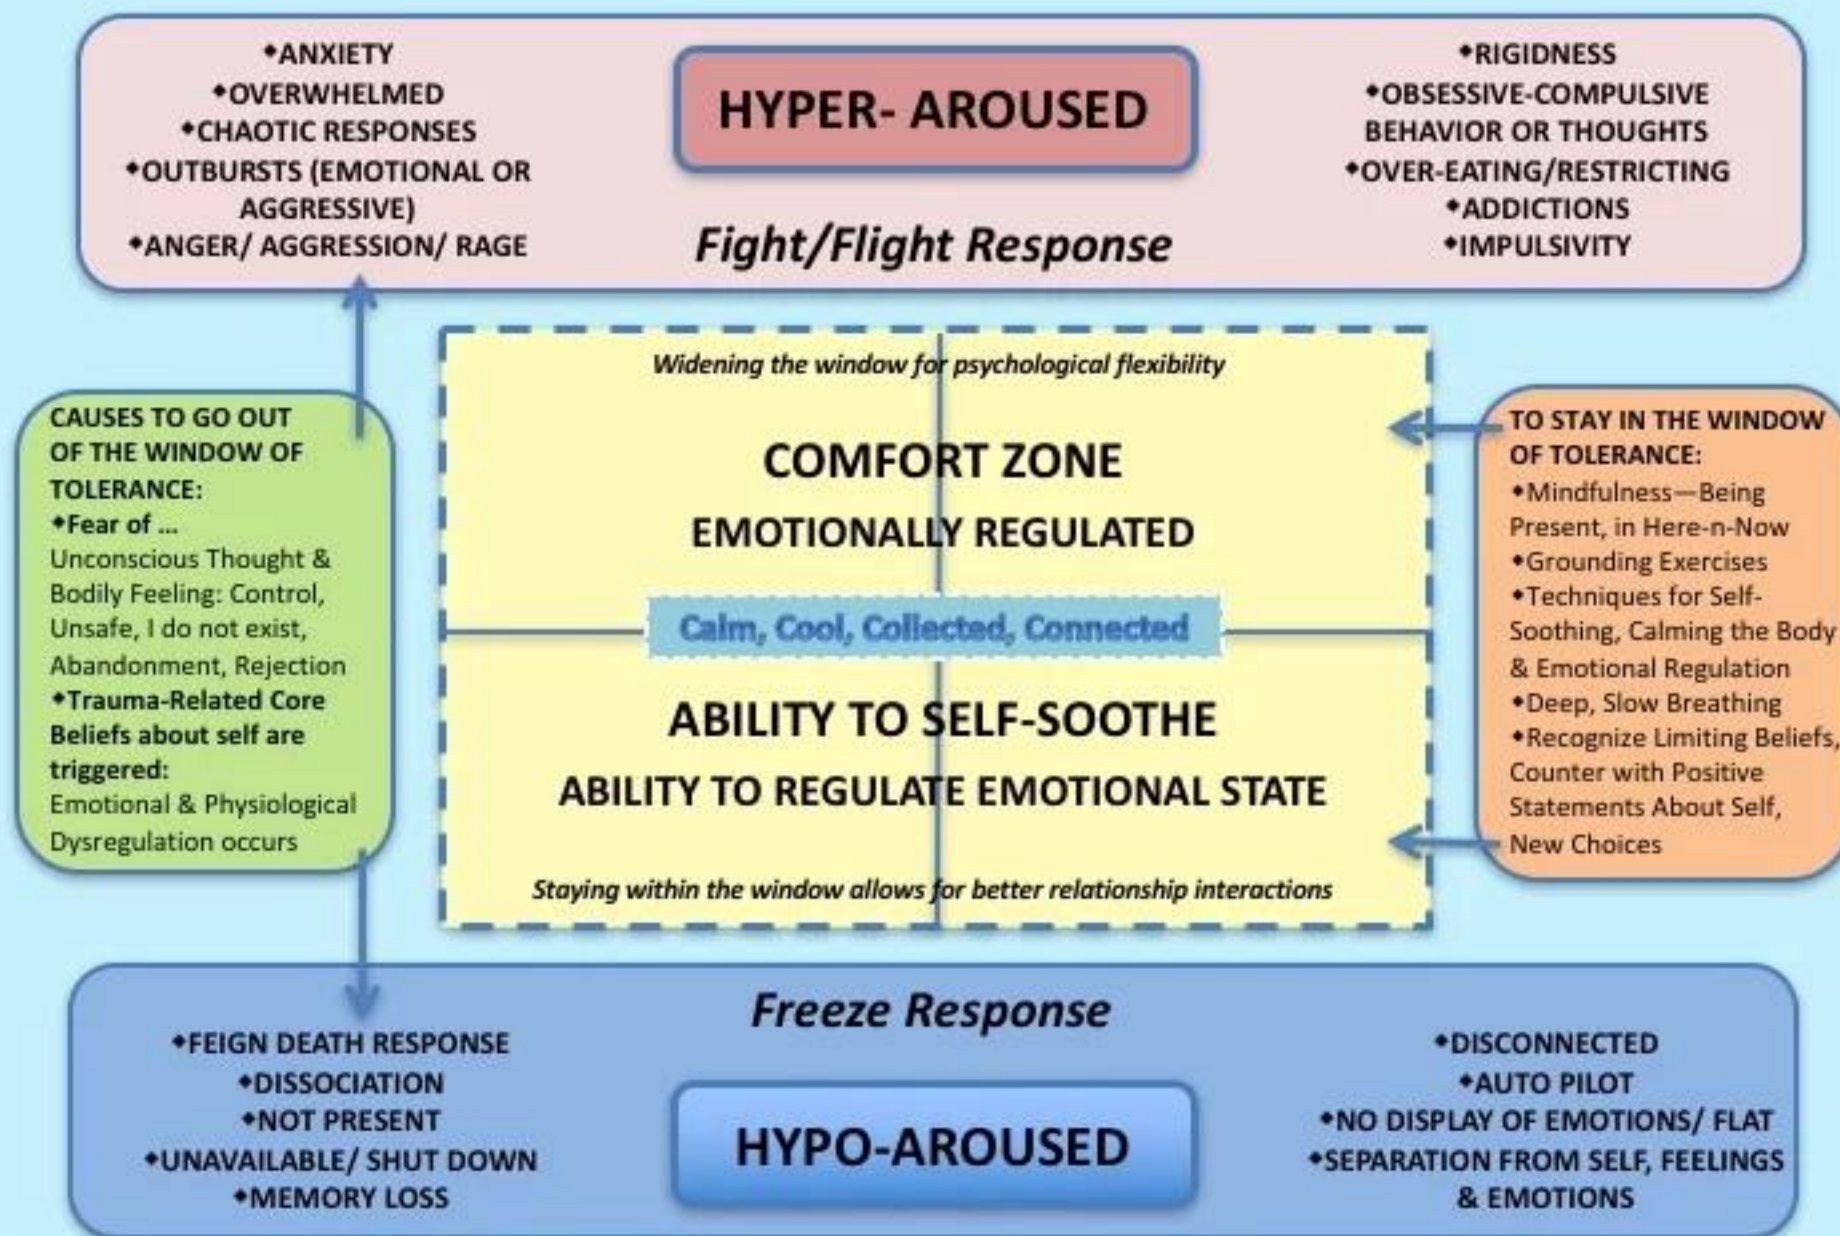 ◆ANXIETY
◆OVERWHELMED
◆CHAOTIC RESPONSES
◆OUTBURSTS (EMOTIONAL OR
AGGRESSIVE)
◆ANGER/ AGGRESSION/ RAGE
HYPER- AROUSED
Fight/Flight Response
◆RIGIDNESS
◆OBSESSIVE-COMPULSIVE
BEHAVIOR OR THOUGHTS
◆OVER-EATING/RESTRICTING
◆ADDICTIONS
◆IMPULSIVITY
CAUSES TO GO OUT
OF THE WINDOW OF
TOLERANCE:
◆Fear of ...
Unconscious Thought &
Bodily Feeling: Control,
Unsafe, I do not exist,
Abandonment, Rejection
◆Trauma-Related Core
Beliefs about self are
triggered:
Emotional & Physiological
Dysregulation occurs
Widening the window for psychological flexibility
COMFORT ZONE
EMOTIONALLY REGULATED
Calm, Cool, Collected, Connected
ABILITY TO SELF-SOOTHE
ABILITY TO REGULATE EMOTIONAL STATE
Staying within the window allows for better relationship interactions
TO STAY IN THE WINDOW
OF TOLERANCE:
◆Mindfulness—Being
Present, in Here-n-Now
◆Grounding Exercises
◆Techniques for Self-
Soothing, Calming the Body
& Emotional Regulation
◆Deep, Slow Breathing
◆Recognize Limiting Beliefs,
Counter with Positive
Statements About Self,
New Choices
Freeze Response
◆FEIGN DEATH RESPONSE
◆DISSOCIATION
◆NOT PRESENT
◆UNAVAILABLE/ SHUT DOWN
◆MEMORY LOSS
HYPO-AROUSED
◆DISCONNECTED
◆AUTO PILOT
◆NO DISPLAY OF EMOTIONS/ FLAT
◆SEPARATION FROM SELF, FEELINGS
& EMOTIONS